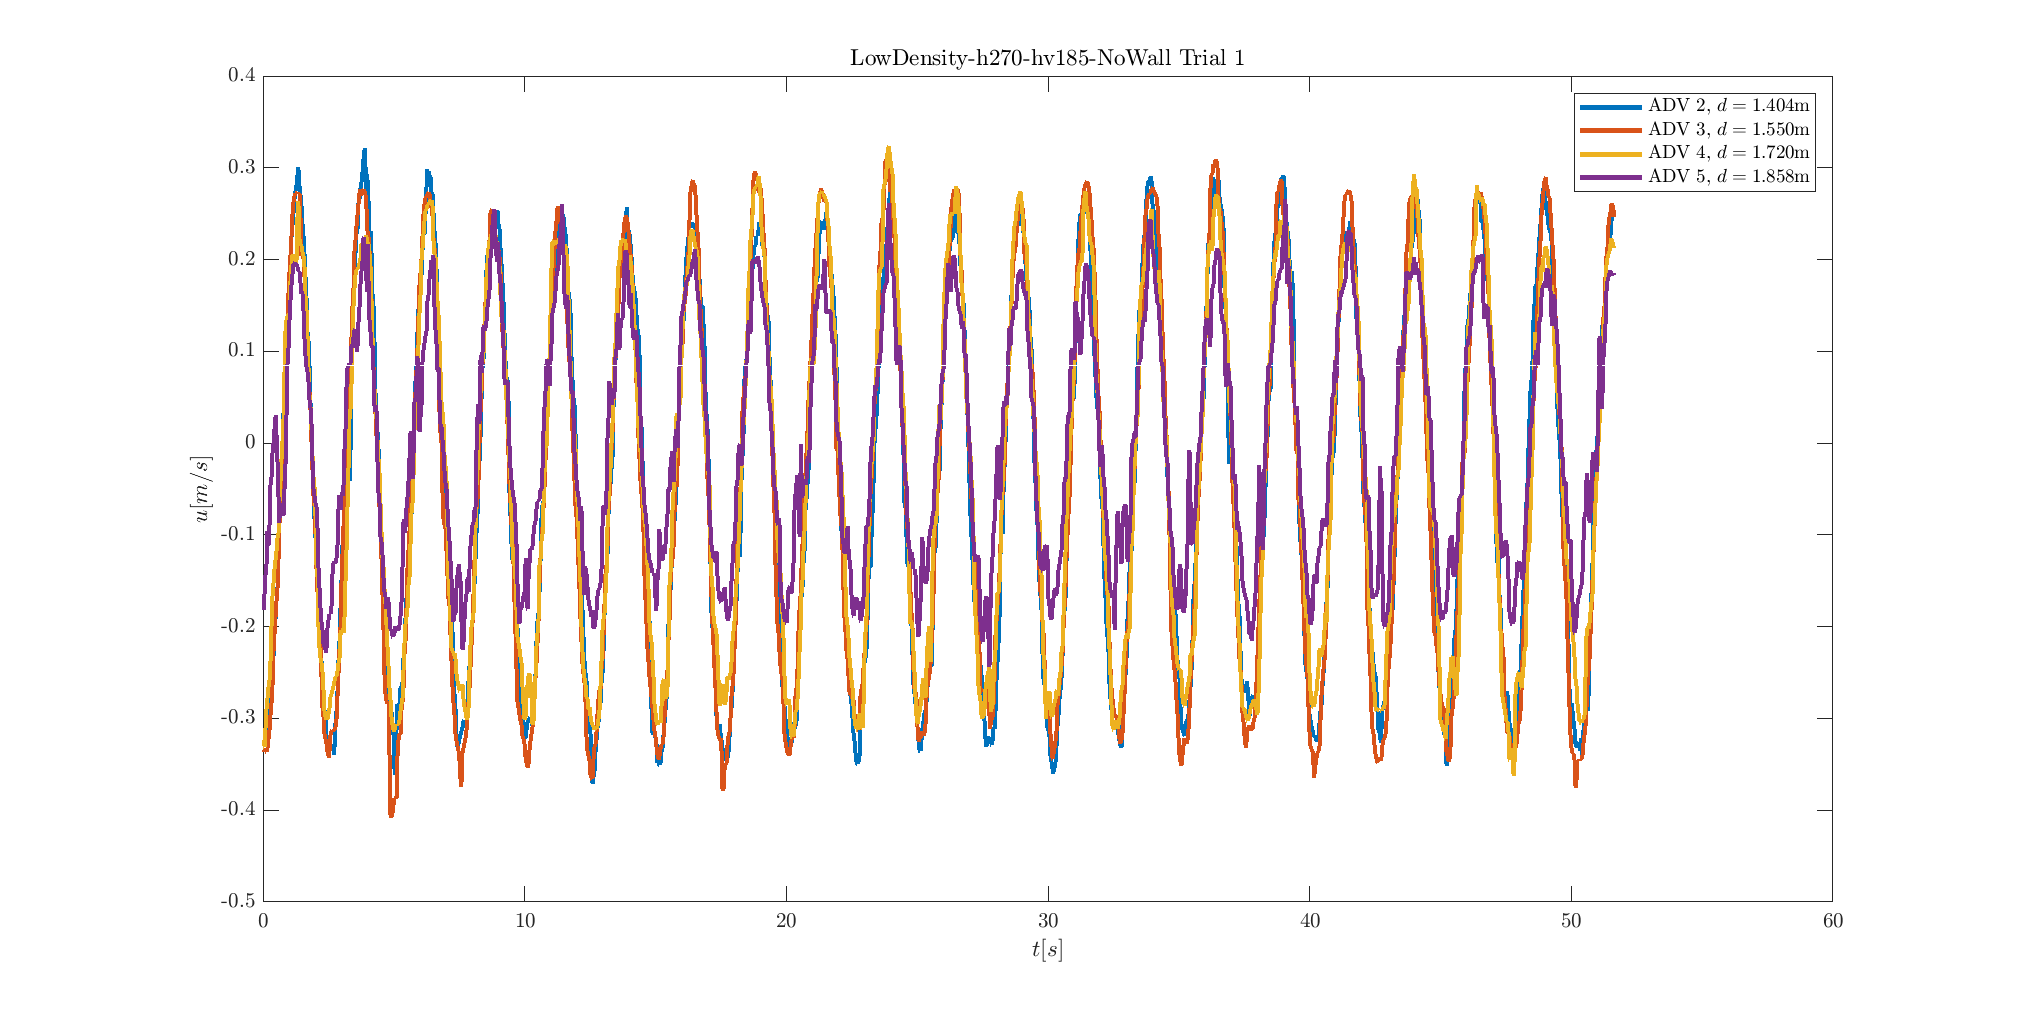 LowDensity-h270-hv185-NoWall Trial 1
0.4
0.3
0.2
0.1
0
-0.1
-0.2
-0.3
-0.4
-0.5
u[m/s]
ADV 2, d = 1.404m
ADV 3, d = 1.550m
ADV 4, d = 1.720m
ADV 5, d = 1.858m
0 10 20 30 40 50 60
t[s]